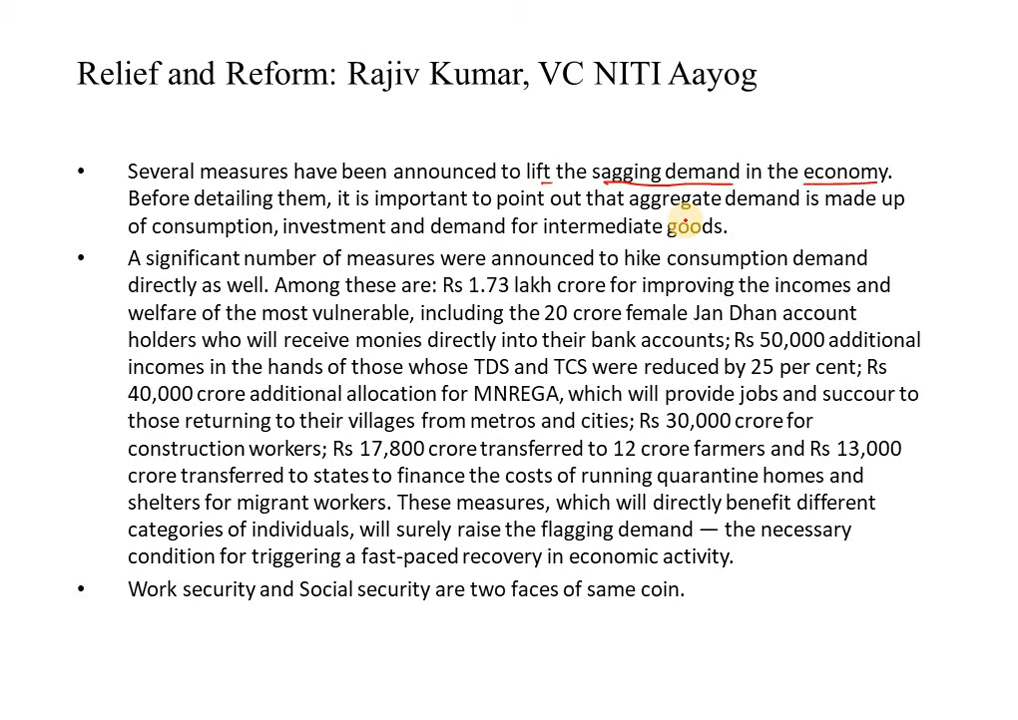 Relief and Reform: Rajiv Kumar, VC NITI Aayog
• Several measures have been announced to lift the sagging demand in the economy.
Before detailing them, it is important to point out that aggregate demand is made up
of consumption, investment and demand for intermediate goods.
• A significant number of measures were announced to hike consumption demand
directly as well. Among these are: Rs 1.73 lakh crore for improving the incomes and
welfare of the most vulnerable, including the 20 crore female Jan Dhan account
holders who will receive monies directly into their bank accounts; Rs 50,000 additional
incomes in the hands of those whose TDS and TCS were reduced by 25 per cent; Rs
40,000 crore additional allocation for MNREGA, which will provide jobs and succour to
those returning to their villages from metros and cities; Rs 30,000 crore for
construction workers; Rs 17,800 crore transferred to 12 crore farmers and Rs 13,000
crore transferred to states to finance the costs of running quarantine homes and
shelters for migrant workers. These measures, which will directly benefit different
categories of individuals, will surely raise the flagging demand — the necessary
condition for triggering a fast-paced recovery in economic activity.
• Work security and Social security are two faces of same coin.